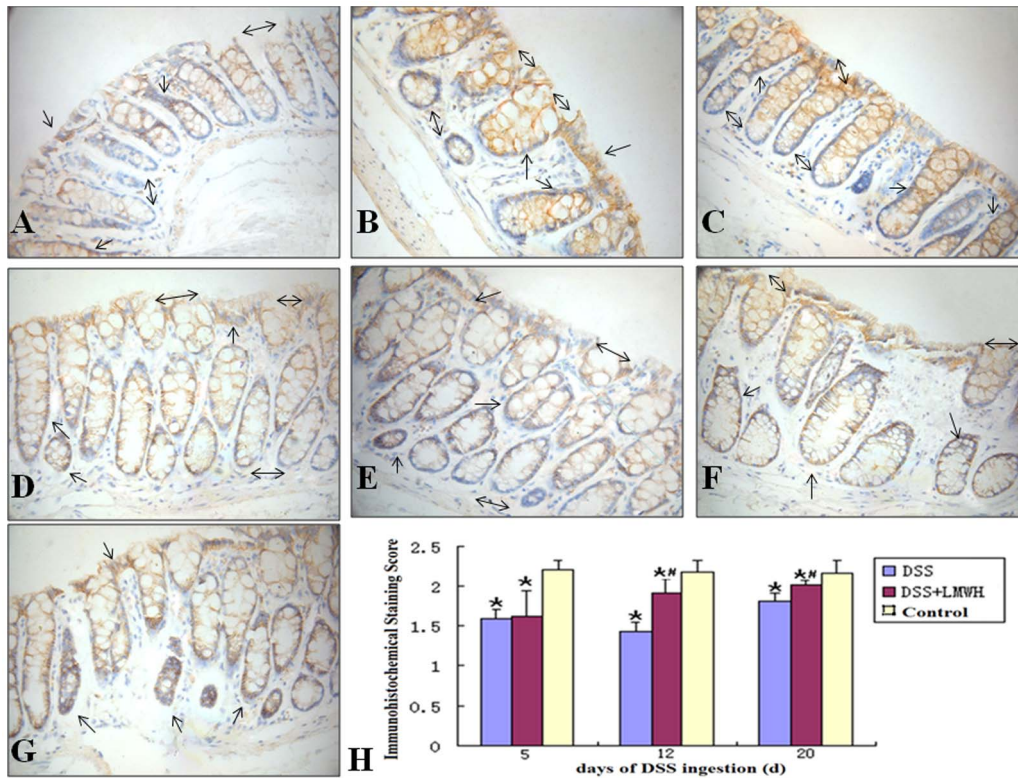 A
B
C
D
E
F
G
H
Immunohistochemical Staining Score
2.5
2
1.5
1
0.5
0
*
*
*
*#
*
*#
5
12
20
days of DSS ingestion (d)
DSS
DSS+LMWH
Control